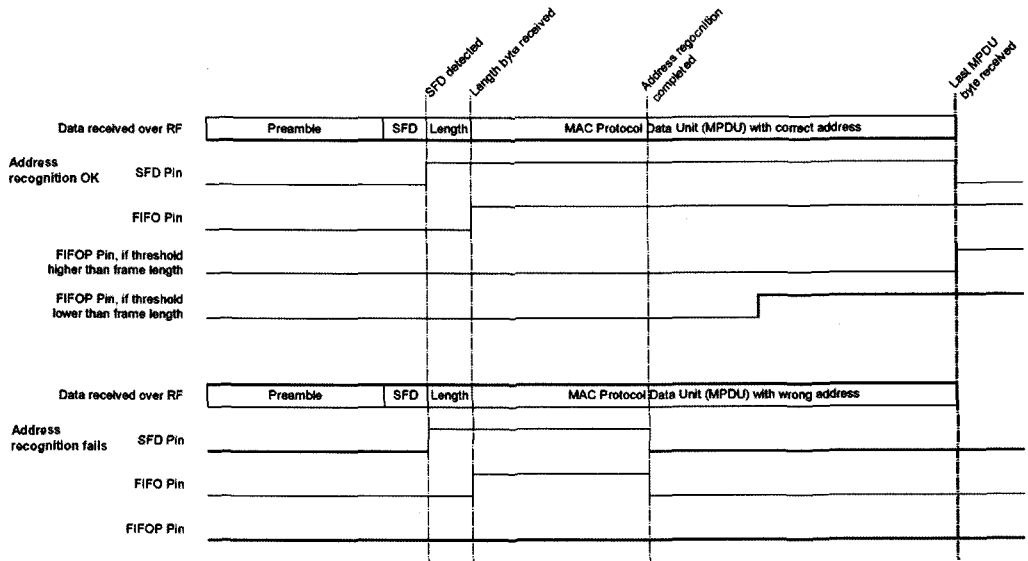 SFD detected
Length byte received
Address regocnition
completed
Last MPDU
byte received
Data received over RF
Preamble
SFD
Length
MAC Protocol Data Unit (MPDU) with correct address
Address
recognition OK
SFD Pin
FIFO Pin
FIFOP Pin, if threshold
higher than frame length
FIFOP Pin, if threshold
lower than frame length
Data received over RF
Preamble
SFD
Length
MAC Protocol Data Unit (MPDU) with wrong address
Address
recognition fails
SFD Pin
FIFO Pin
FIFOP Pin